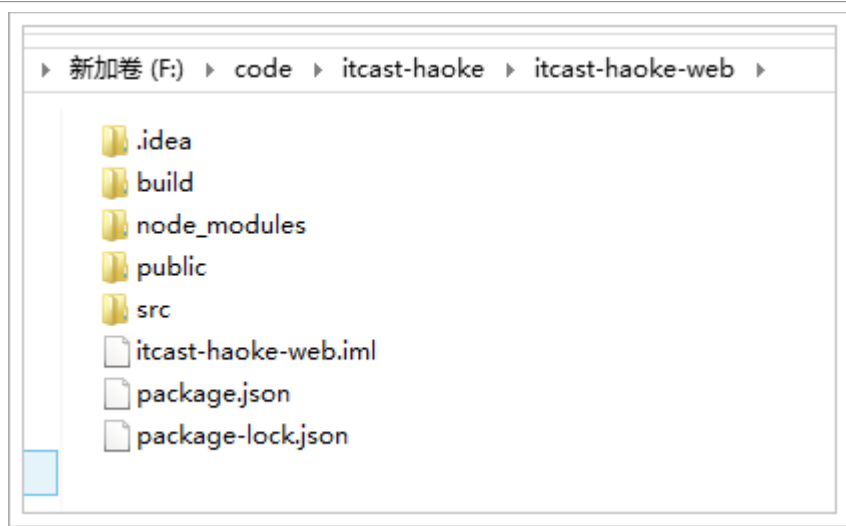 新加卷 (F:) ▸ code ▸ itcast-haoke ▸ itcast-haoke-web ▸
.idea
build
node_modules
public
src
itcast-haoke-web.iml
package.json
package-lock.json